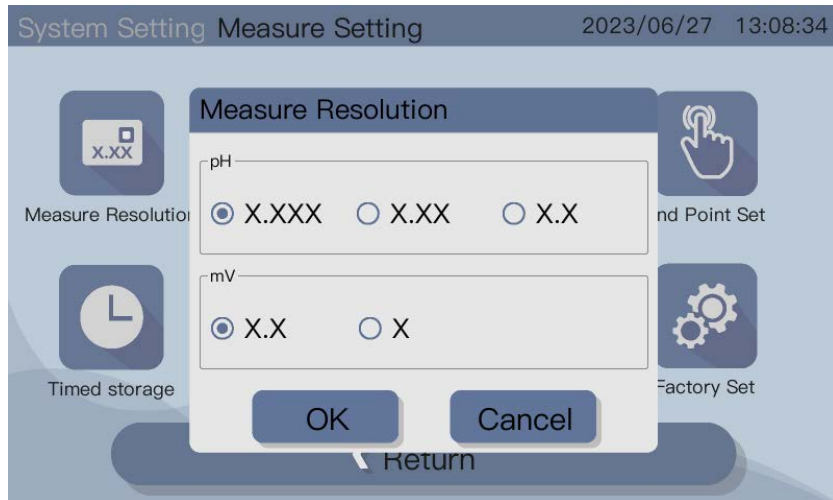 System Setting Measure Setting 2023/06/27 13:08:34
Measure Resolution
X.XX
pH
X.XXX X.XX X.X
Measure Resolutio
nd Point Set
mV
X.X X
Timed storage
Factory Set
OK Cancel
Return